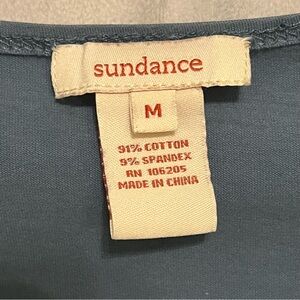 sundance
M
91% COTTON
9% SPANDEX
RN 106205
MADE IN CHINA